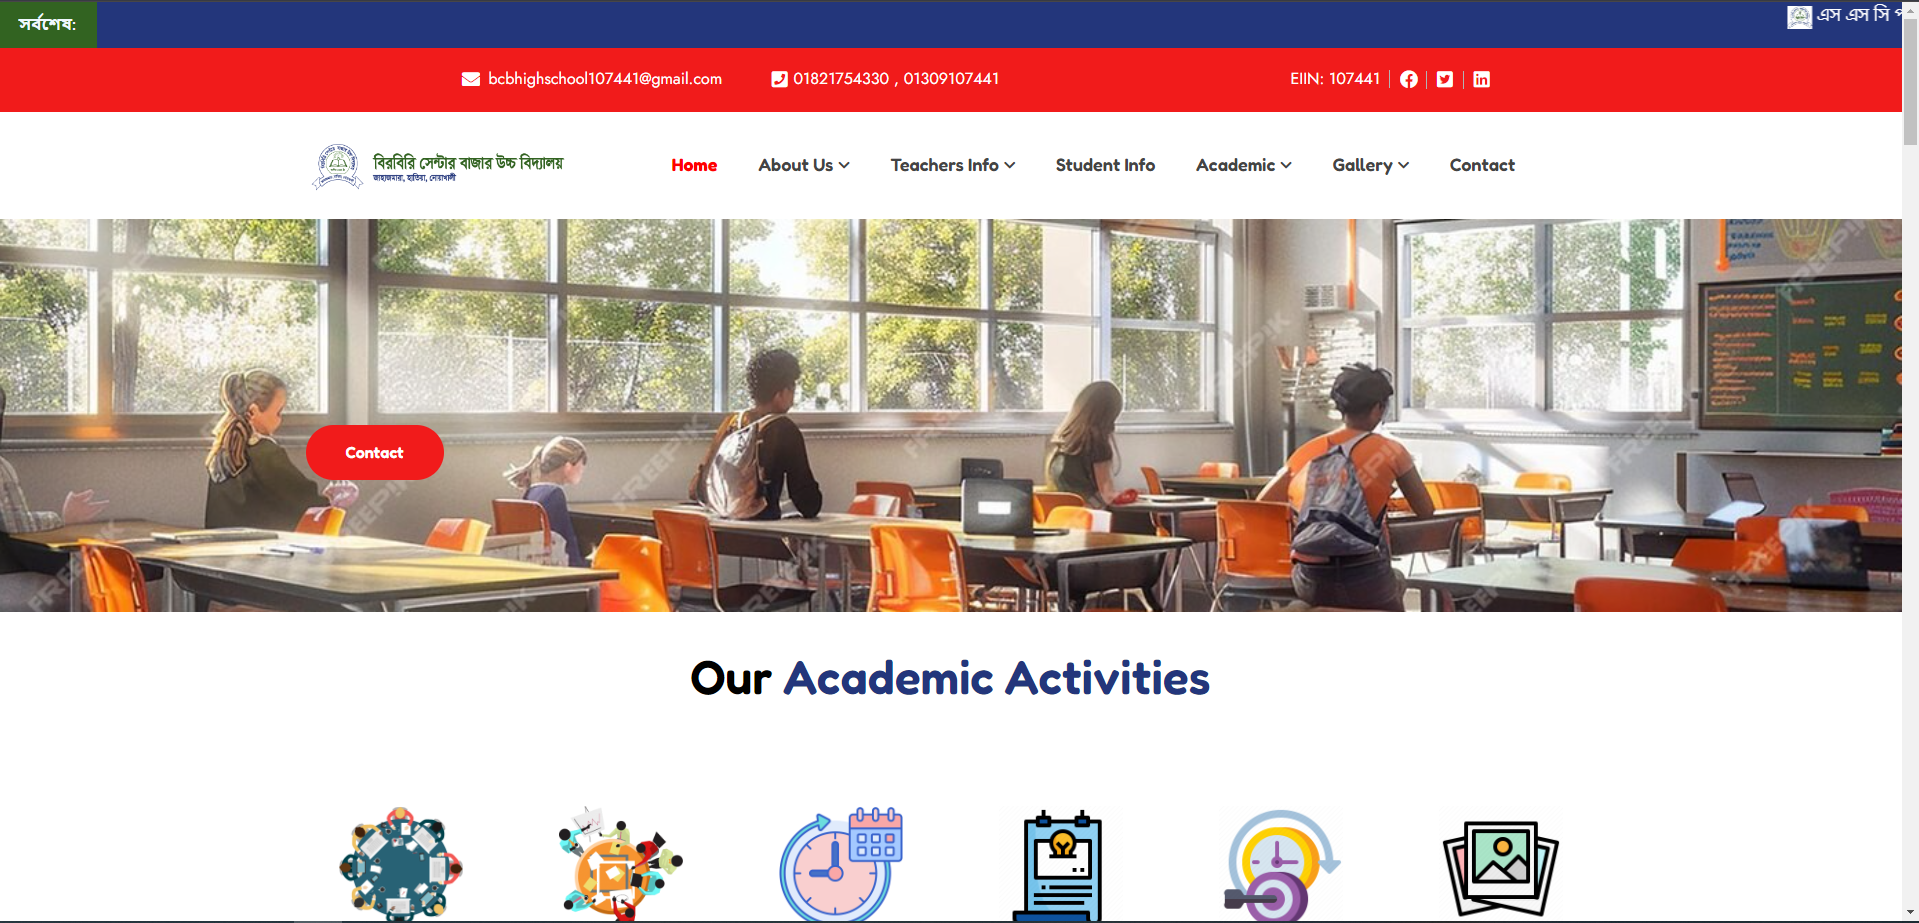 সর্বশেষ:
এস এস সি প
bcbhighschool107441@gmail.com
01821754330 , 01309107441
EIIN: 107441
বিরবিরি সেন্টার বাজার উচ্চ বিদ্যালয়
জাহাজমারা, হাতিয়া, নোয়াখালী
Home
About Us
Teachers Info
Student Info
Academic
Gallery
Contact
Contact
Our Academic Activities